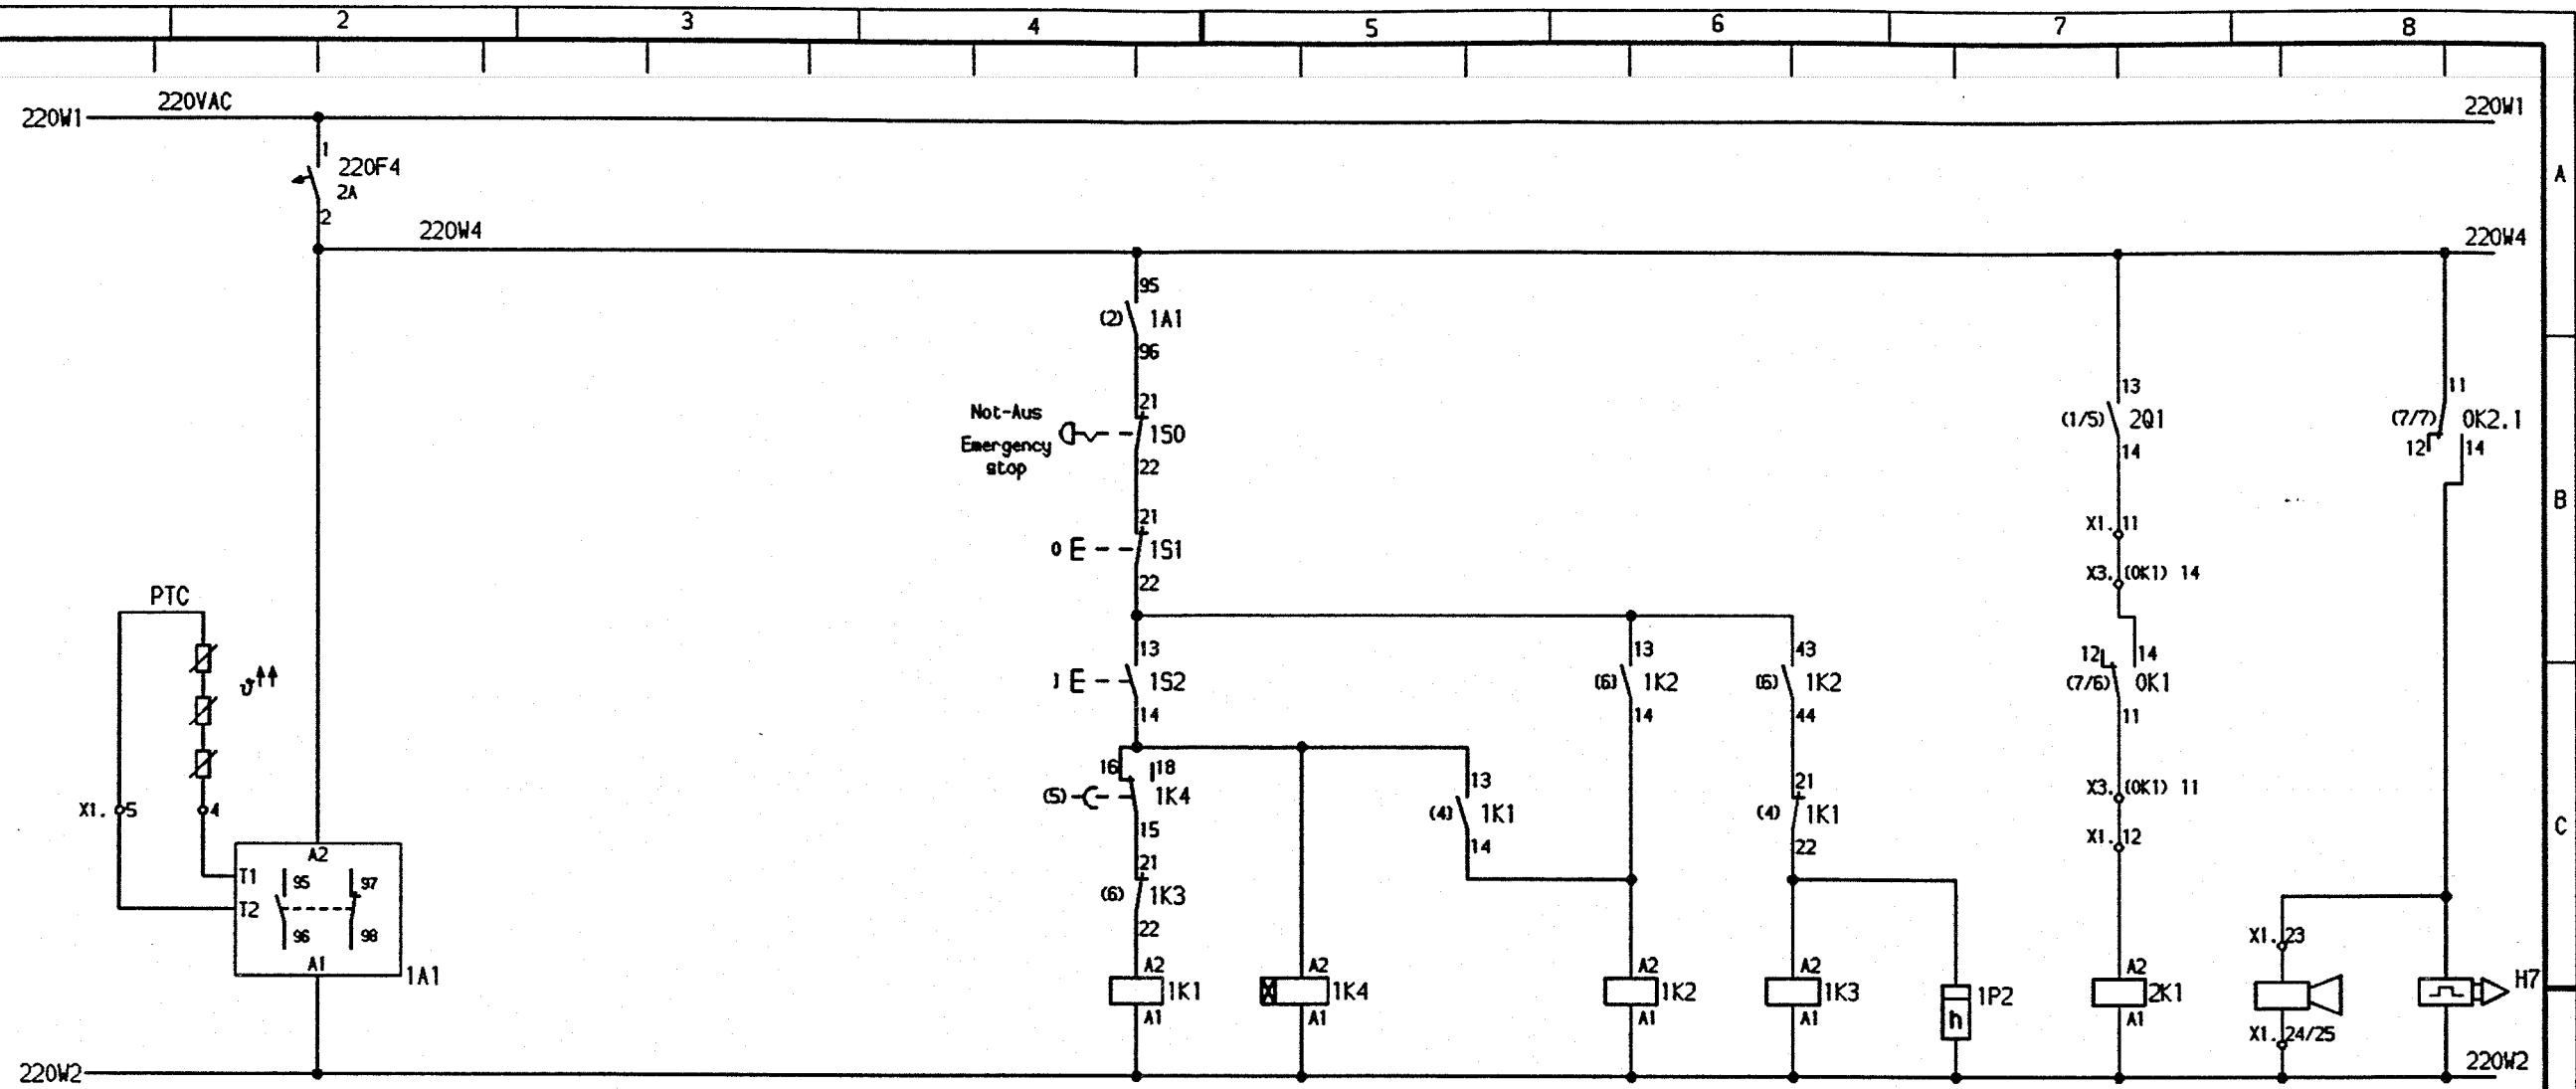 2 3 4 5 6 7 8
220W1 220VAC 220W1
1
220F4
2A
2
A
220W4 220W4
95
(2) 1A1
96
21
Not-Aus
Emergency
stop
1S0
22
13
(1/5) 2Q1
14
11
(7/7) 0K2.1
12 14
21
0 1S1
22
X1. 11
X3. (0K1) 14
B
PTC
ϑ
13
1 1S2
14
13
(6) 1K2
14
43
(6) 1K2
44
12 14
(7/6) 0K1
11
16 18
(5) 1K4
15
13
(4) 1K1
14
21
(4) 1K1
22
X3. (0K1) 11
X1. 12
C
X1. 5 4
A2
T1 95 97
T2
96 98
A1
1A1
21
(6) 1K3
22
X1. 23
A2 A2 A2 A2 A2
1K1 1K4 1K2 1K3 1P2 2K1 H7
h
A1 A1 A1 A1 A1
X1. 24/25
220W2 220W2